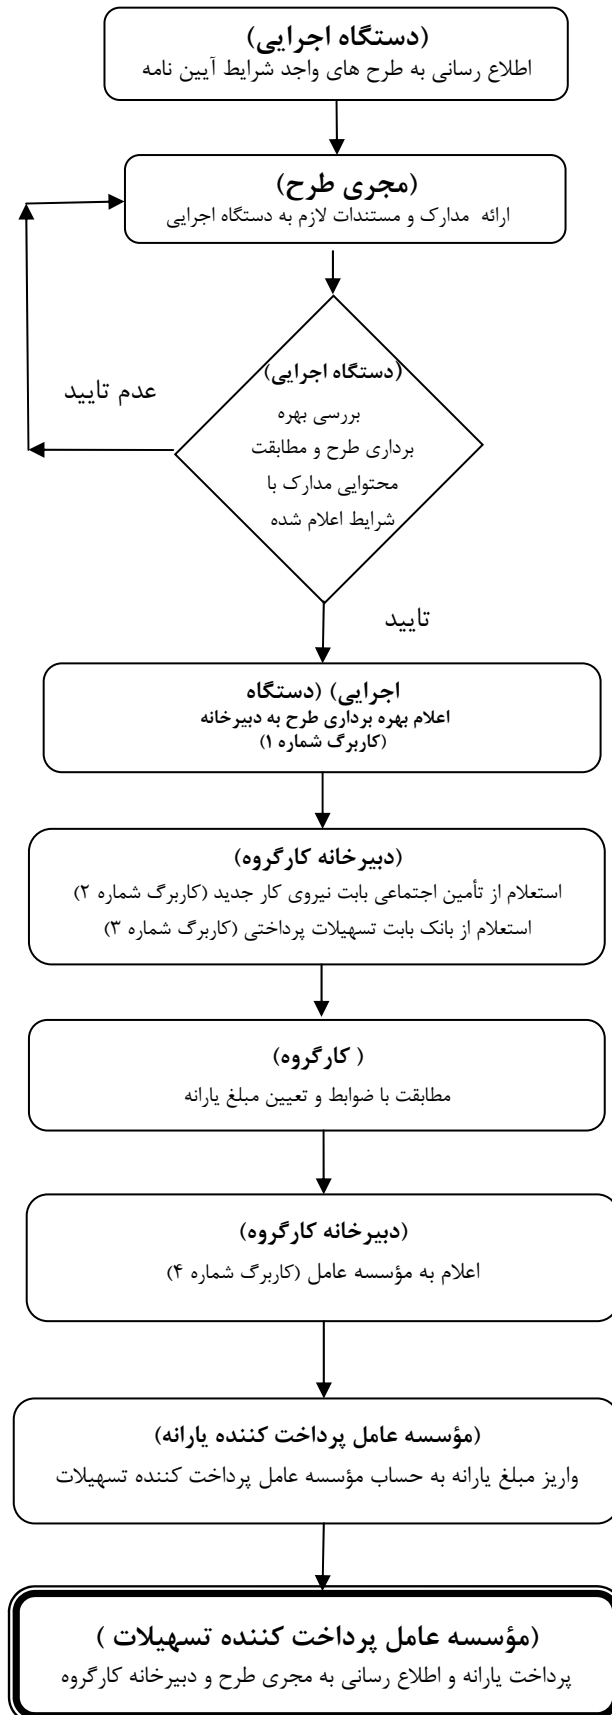 (دستگاه اجرایی)
اطلاع رسانی به طرح های واجد شرایط آیین نامه
(مجری طرح)
ارائه مدارک و مستندات لازم به دستگاه اجرایی
(دستگاه اجرایی)
بررسی بهره
برداری طرح و مطابقت
محتوایی مدارک با
شرایط اعلام شده
عدم تایید
تایید
اجرایی) (دستگاه
اعلام بهره برداری طرح به دبیرخانه
(کاربرگ شماره ۱)
(دبیرخانه کارگروه)
استعلام از تأمین اجتماعی بابت نیروی کار جدید (کاربرگ شماره ۲)
استعلام از بانک بابت تسهیلات پرداختی (کاربرگ شماره ۳)
(کارگروه )
مطابقت با ضوابط و تعیین مبلغ یارانه
(دبیرخانه کارگروه)
اعلام به مؤسسه عامل (کاربرگ شماره ۴)
(مؤسسه عامل پرداخت کننده یارانه)
واریز مبلغ یارانه به حساب مؤسسه عامل پرداخت کننده تسهیلات
(مؤسسه عامل پرداخت کننده تسهیلات )
پرداخت یارانه و اطلاع رسانی به مجری طرح و دبیرخانه کارگروه